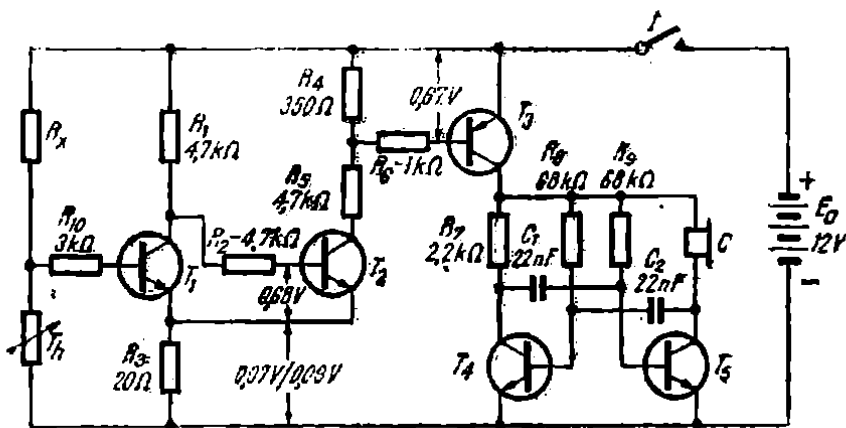 I
R4
350Ω
0,67V
T3
Rx
R1
4,7kΩ
R6-1kΩ
R8
68kΩ
R9
68kΩ
+
E0
12V
−
R5
4,7kΩ
R10
3kΩ
R2-4,7kΩ
T1
T2
R7
2,2kΩ
C1
22nF
C
C2
22nF
0,68V
Th
R3
20Ω
0,07V/0,09V
T4
T5